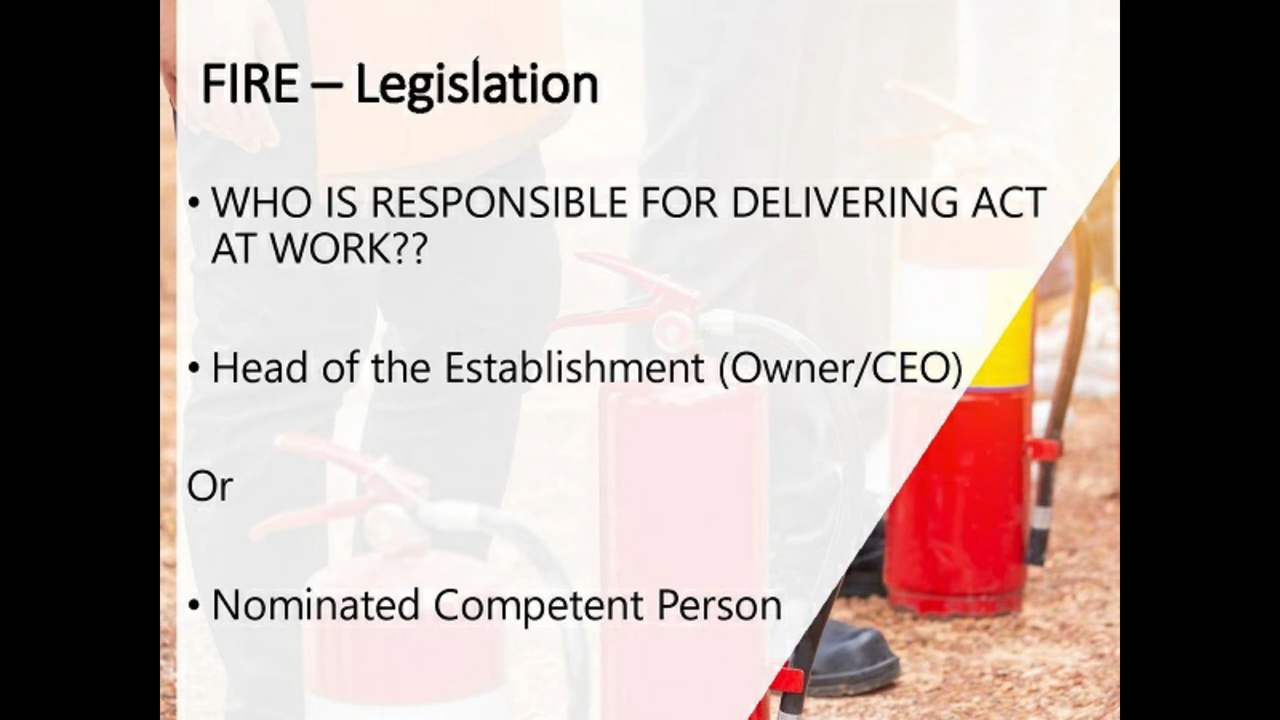 FIRE – Legislation
• WHO IS RESPONSIBLE FOR DELIVERING ACT
AT WORK??
• Head of the Establishment (Owner/CEO)
Or
• Nominated Competent Person